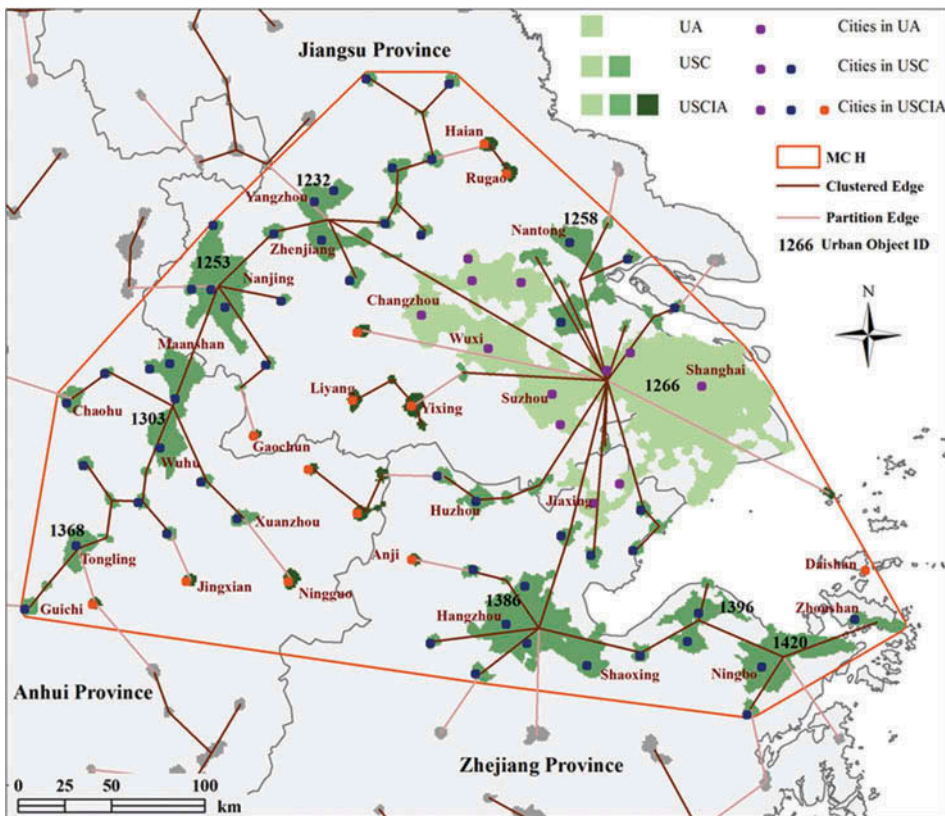 Jiangsu Province
UA
Cities in UA
USC
Cities in USC
USCIA
Cities in USCIA
MC H
Clustered Edge
Partition Edge
1266 Urban Object ID
N
Haian
Rugao
1232
Yangzhou
Zhenjiang
1258
Nantong
1253
Nanjing
Changzhou
Wuxi
Maanshan
Shanghai
1266
Suzhou
Liyang
Yixing
Chaohu
1303
Gaochun
Wuhu
Jiaxing
Huzhou
Xuanzhou
1368
Tongling
Anji
Daishan
Jingxian
Ningguo
Guichi
1386
Hangzhou
1396
Zhoushan
1420
Shaoxing
Ningbo
Anhui Province
Zhejiang Province
0 25 50 100
km